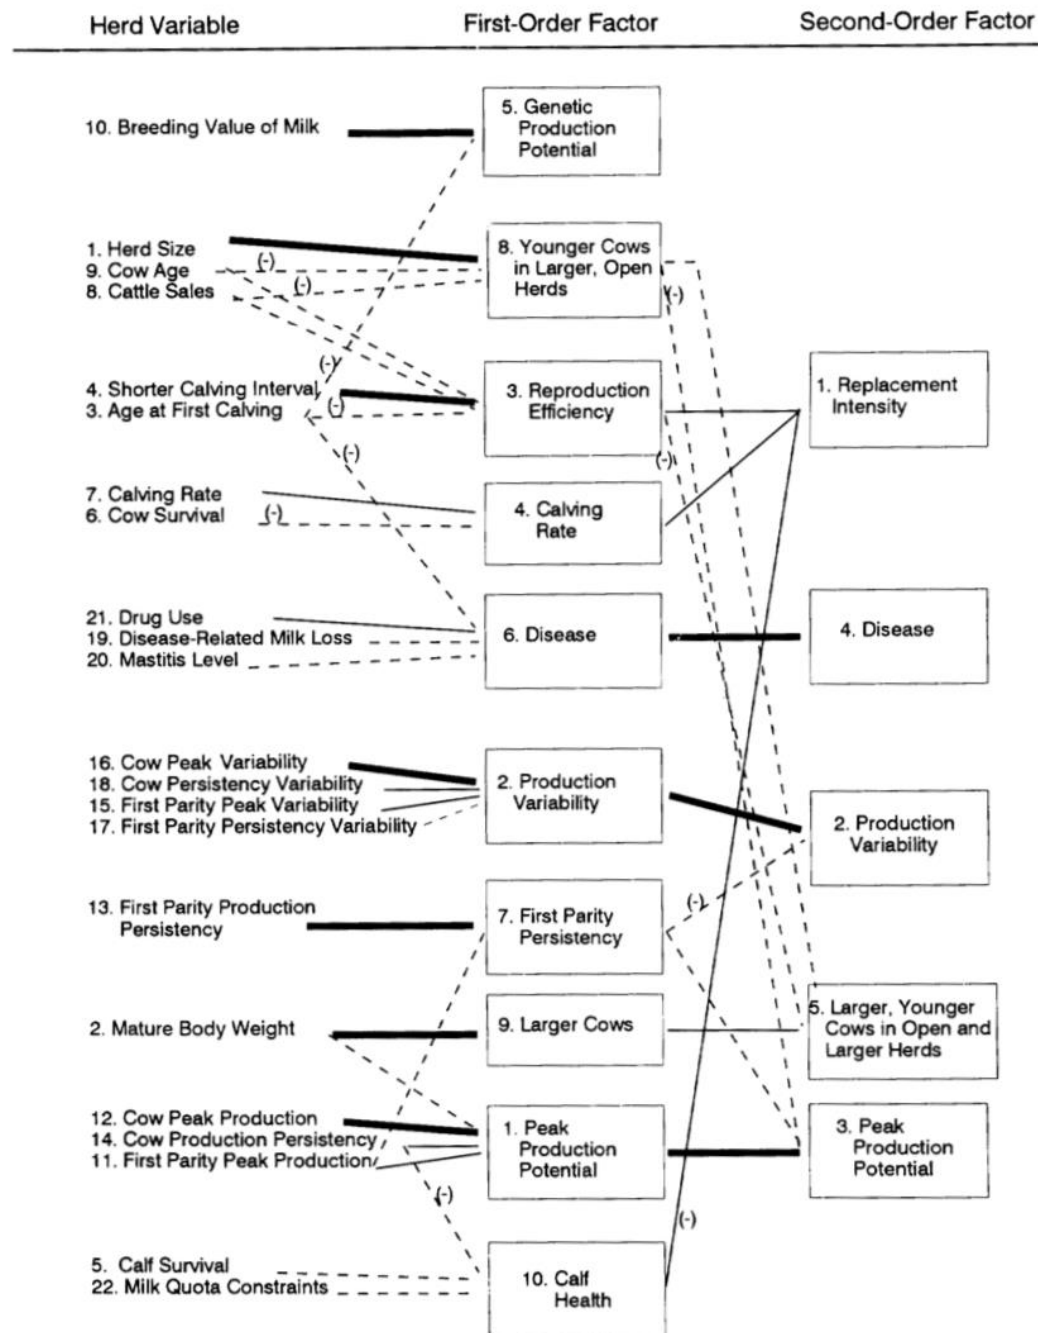 Herd Variable
First-Order Factor
Second-Order Factor
10. Breeding Value of Milk
5. Genetic
Production
Potential
1. Herd Size
9. Cow Age
8. Cattle Sales
(-)
(-)
8. Younger Cows
in Larger, Open
Herds
(-)
4. Shorter Calving Interval
3. Age at First Calving
(-)
(-)
(-)
3. Reproduction
Efficiency
(-)
1. Replacement
Intensity
7. Calving Rate
6. Cow Survival
(-)
4. Calving
Rate
21. Drug Use
19. Disease-Related Milk Loss
20. Mastitis Level
6. Disease
4. Disease
16. Cow Peak Variability
18. Cow Persistency Variability
15. First Parity Peak Variability
17. First Parity Persistency Variability
2. Production
Variability
2. Production
Variability
13. First Parity Production
Persistency
7. First Parity
Persistency
(-)
2. Mature Body Weight
9. Larger Cows
5. Larger, Younger
Cows in Open and
Larger Herds
12. Cow Peak Production
14. Cow Production Persistency
11. First Parity Peak Production
(-)
1. Peak
Production
Potential
3. Peak
Production
Potential
(-)
5. Calf Survival
22. Milk Quota Constraints
10. Calf
Health